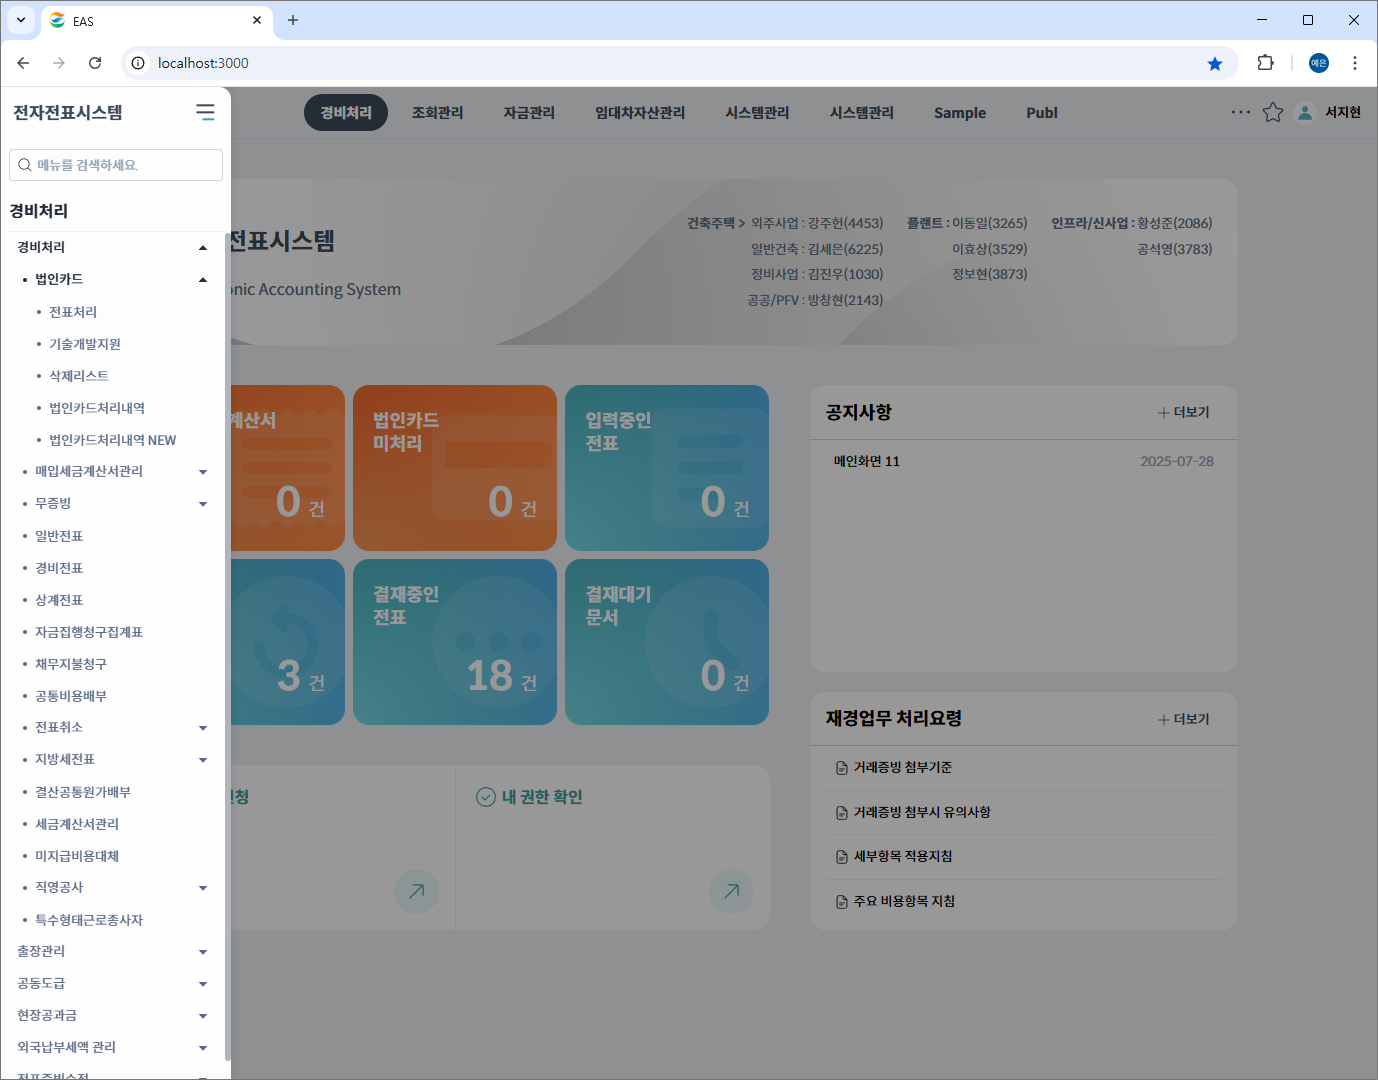 EAS
localhost:3000
예은
전자전표시스템
메뉴를 검색하세요.
경비처리
경비처리
법인카드
전표처리
기술개발지원
삭제리스트
법인카드처리내역
법인카드처리내역 NEW
매입세금계산서관리
무증빙
일반전표
경비전표
상계전표
자금집행청구집계표
채무지불청구
공통비용배부
전표취소
지방세전표
결산공통원가배부
세금계산서관리
미지급비용대체
직영공사
특수형태근로종사자
출장관리
공동도급
현장공과금
외국납부세액 관리
전표증빙수정
경비처리 조회관리 자금관리 임대차자산관리 시스템관리 시스템관리 Sample Publ
서지현
전표시스템
onic Accounting System
건축주택 > 외주사업 : 강주헌(4453) 플랜트 : 이동일(3265) 인프라/신사업 : 황성준(2086)
일반건축 : 김세은(6225) 이효상(3529) 공석영(3783)
정비사업 : 김진우(1030) 정보현(3873)
공공/PFV : 방창현(2143)
계산서
0 건
법인카드
미처리
0 건
입력중인
전표
0 건
3 건
결재중인
전표
18 건
결재대기
문서
0 건
신청
내 권한 확인
공지사항
더보기
메인화면 11 2025-07-28
재경업무 처리요령
더보기
거래증빙 첨부기준
거래증빙 첨부시 유의사항
세부항목 적용지침
주요 비용항목 지침